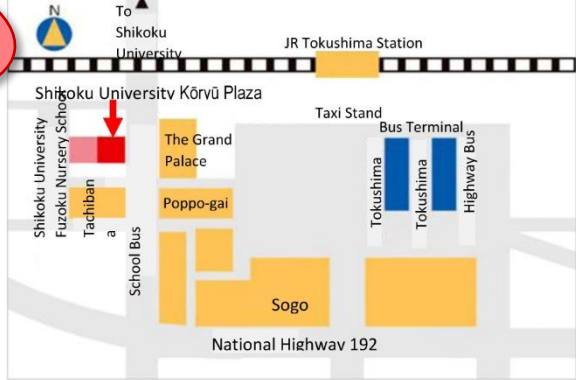 N
To
Shikoku
University
JR Tokushima Station
Shikoku University Kōryū Plaza
Taxi Stand
Bus Terminal
The Grand
Palace
Poppo-gai
Shikoku University
Fuzoku Nursery School
Tachiban
a
School Bus
Tokushima
Tokushima
Highway Bus
Sogo
National Highway 192